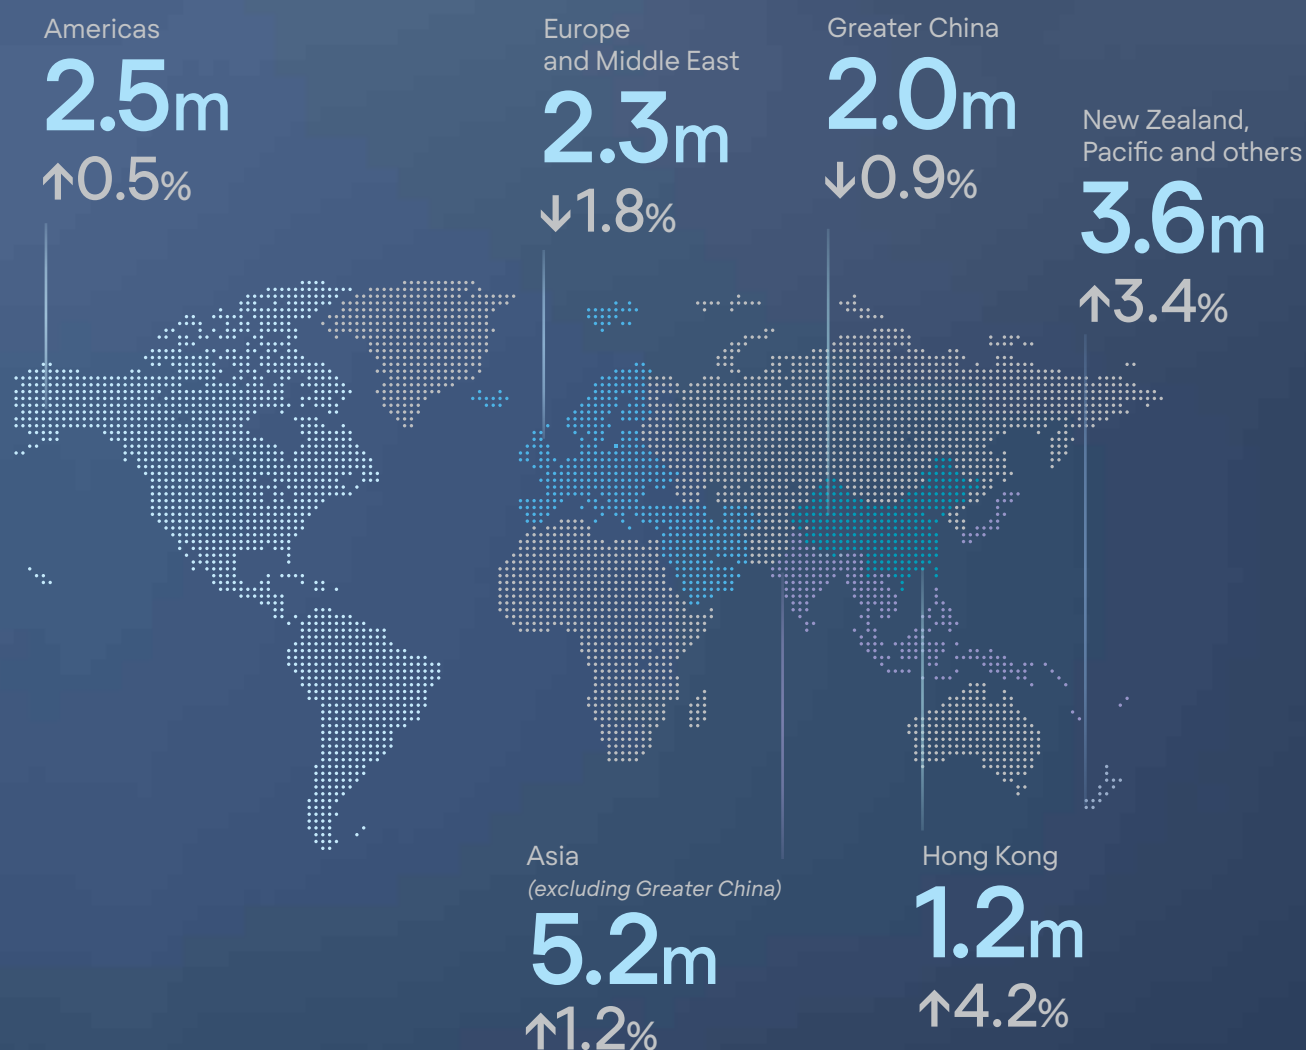 Americas
2.5m
↑0.5%
Europe
and Middle East
2.3m
↓1.8%
Greater China
2.0m
↓0.9%
New Zealand,
Pacific and others
3.6m
↑3.4%
Asia
(excluding Greater China)
5.2m
↑1.2%
Hong Kong
1.2m
↑4.2%